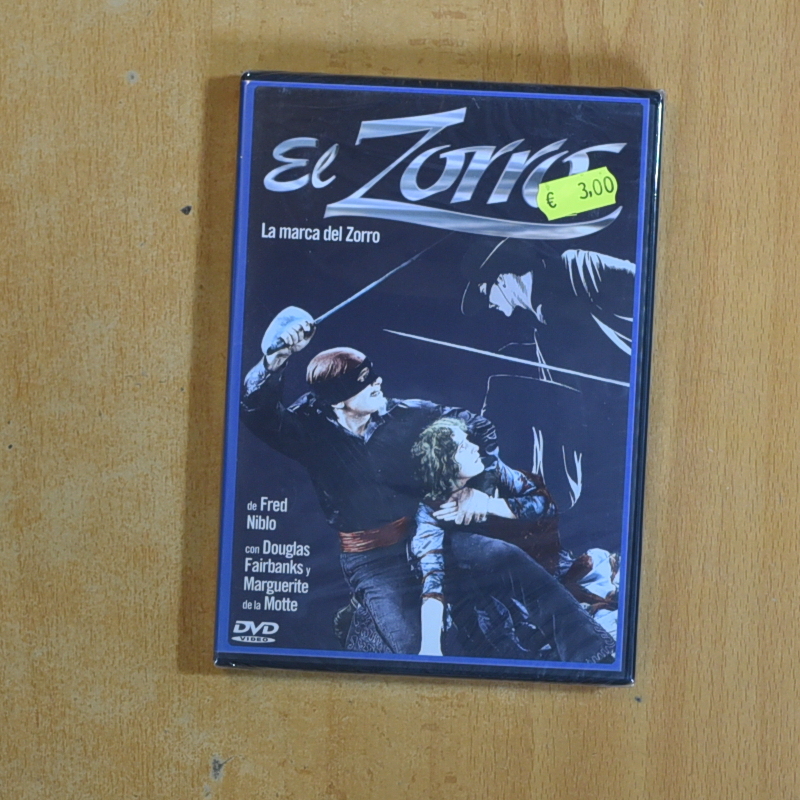 El Zorro
€ 3,00
La marca del Zorro
de Fred
Niblo
con Douglas
Fairbanks y
Marguerite
de la Motte
DVD
VIDEO